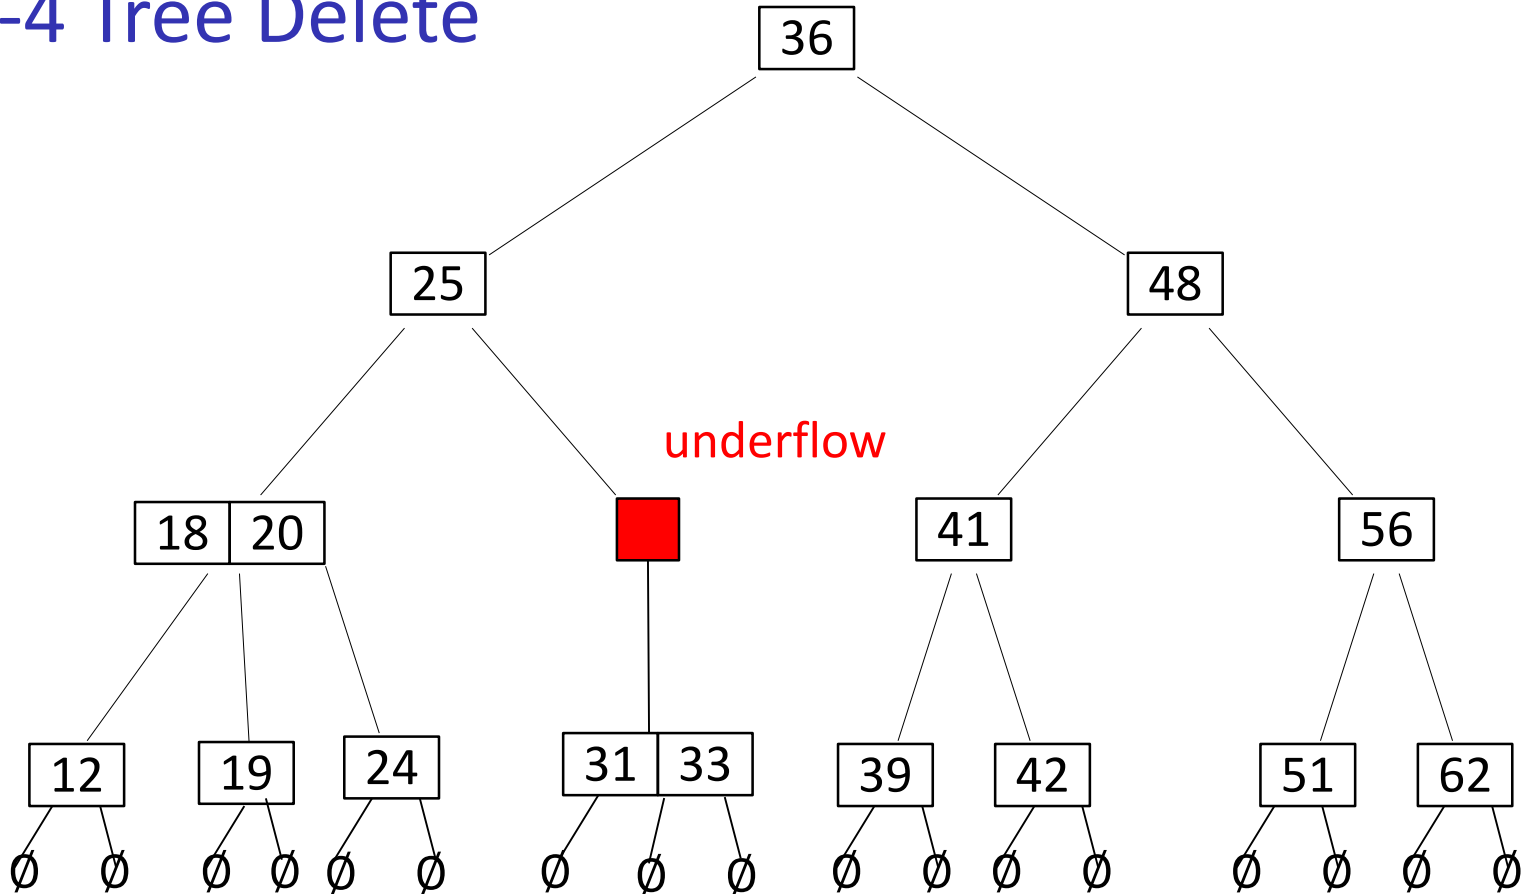 -4 Tree Delete
36
25 48
underflow
18 20 41 56
12 19 24 31 33 39 42 51 62
∅ ∅ ∅ ∅ ∅ ∅ ∅ ∅ ∅ ∅ ∅ ∅ ∅ ∅ ∅ ∅ ∅